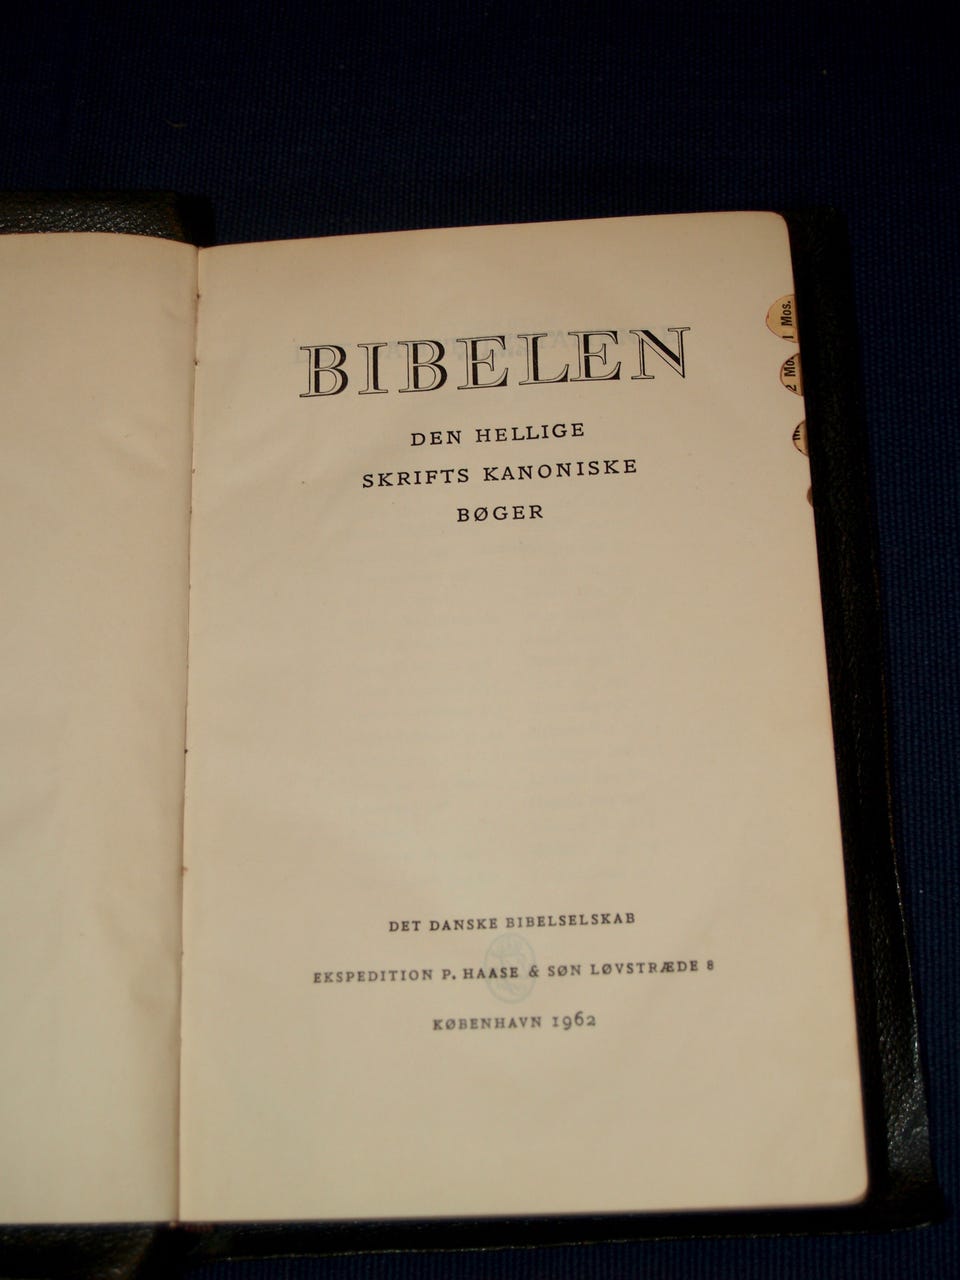 BIBELEN
DEN HELLIGE
SKRIFTS KANONISKE
BØGER
DET DANSKE BIBELSELSKAB
EKSPEDITION P. HAASE & SØN LØVSTRÆDE 8
KØBENHAVN 1962
1 Mos.
2 Mo